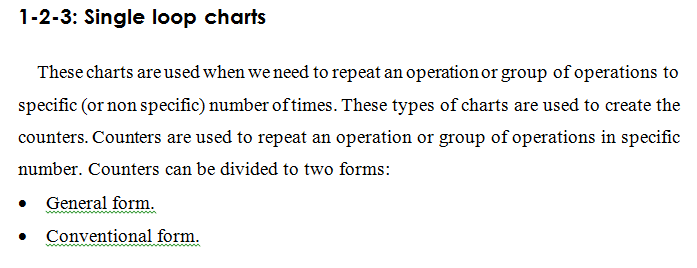 1-2-3: Single loop charts
These charts are used when we need to repeat an operation or group of operations to
specific (or non specific) number of times. These types of charts are used to create the
counters. Counters are used to repeat an operation or group of operations in specific
number. Counters can be divided to two forms:
• General form.
• Conventional form.